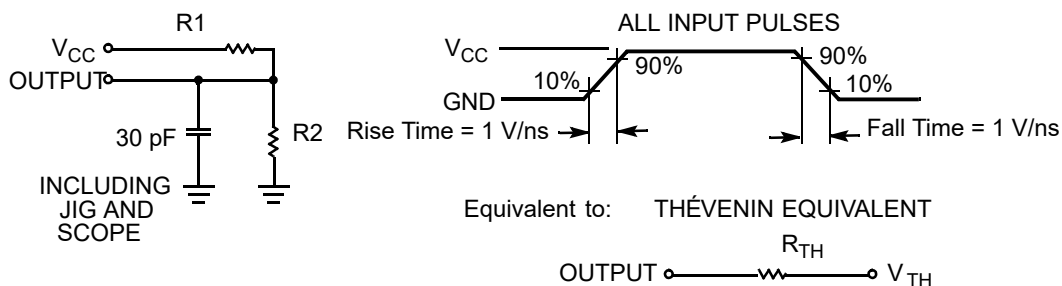 R1
VCC
OUTPUT
30 pF
R2
INCLUDING
JIG AND
SCOPE
ALL INPUT PULSES
VCC
10%
90%
90%
10%
GND
Rise Time = 1 V/ns
Fall Time = 1 V/ns
Equivalent to: THÉVENIN EQUIVALENT
RTH
OUTPUT VTH